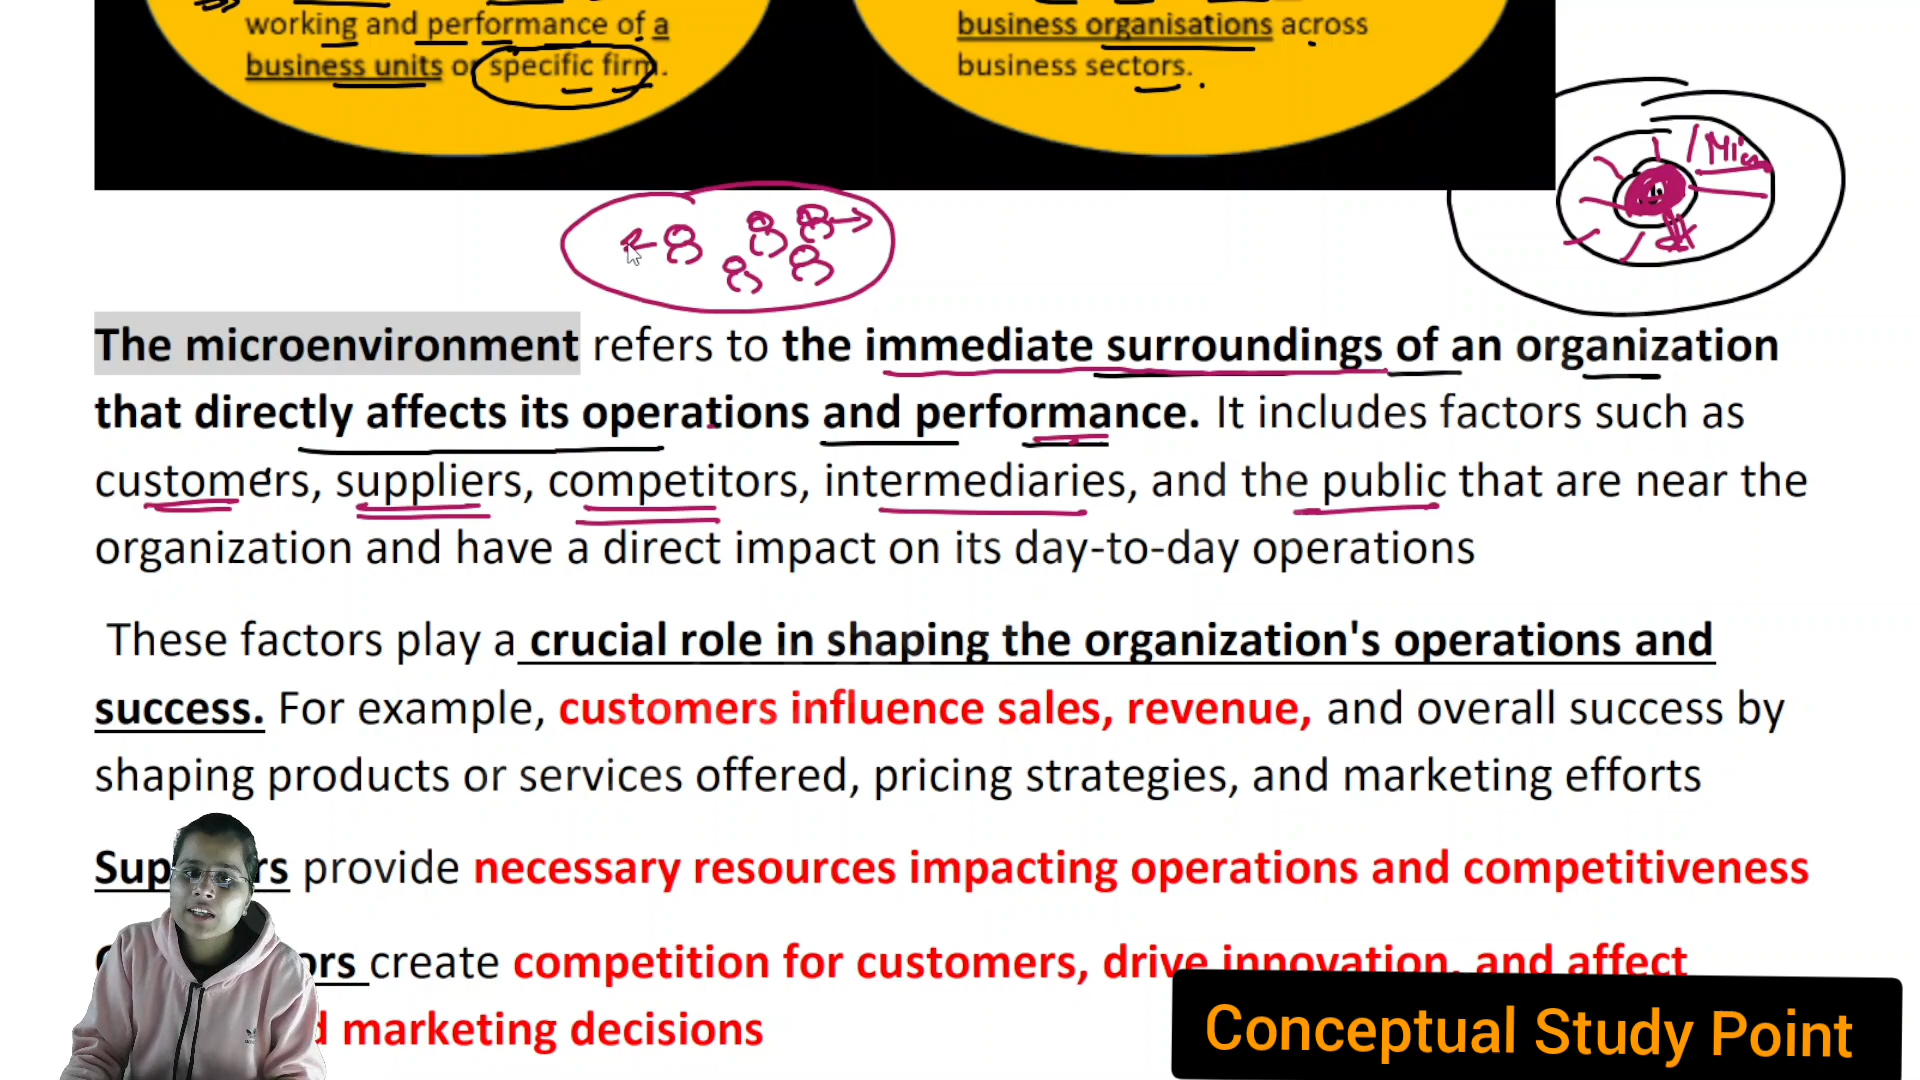 working and performance of a
business units or specific firm.
business organisations across
business sectors.
Mic
The microenvironment refers to the immediate surroundings of an organization
that directly affects its operations and performance. It includes factors such as
customers, suppliers, competitors, intermediaries, and the public that are near the
organization and have a direct impact on its day-to-day operations
These factors play a crucial role in shaping the organization's operations and
success. For example, customers influence sales, revenue, and overall success by
shaping products or services offered, pricing strategies, and marketing efforts
provide necessary resources impacting operations and competitiveness
create competition for customers, drive innovation, and affect
marketing decisions
Conceptual Study Point